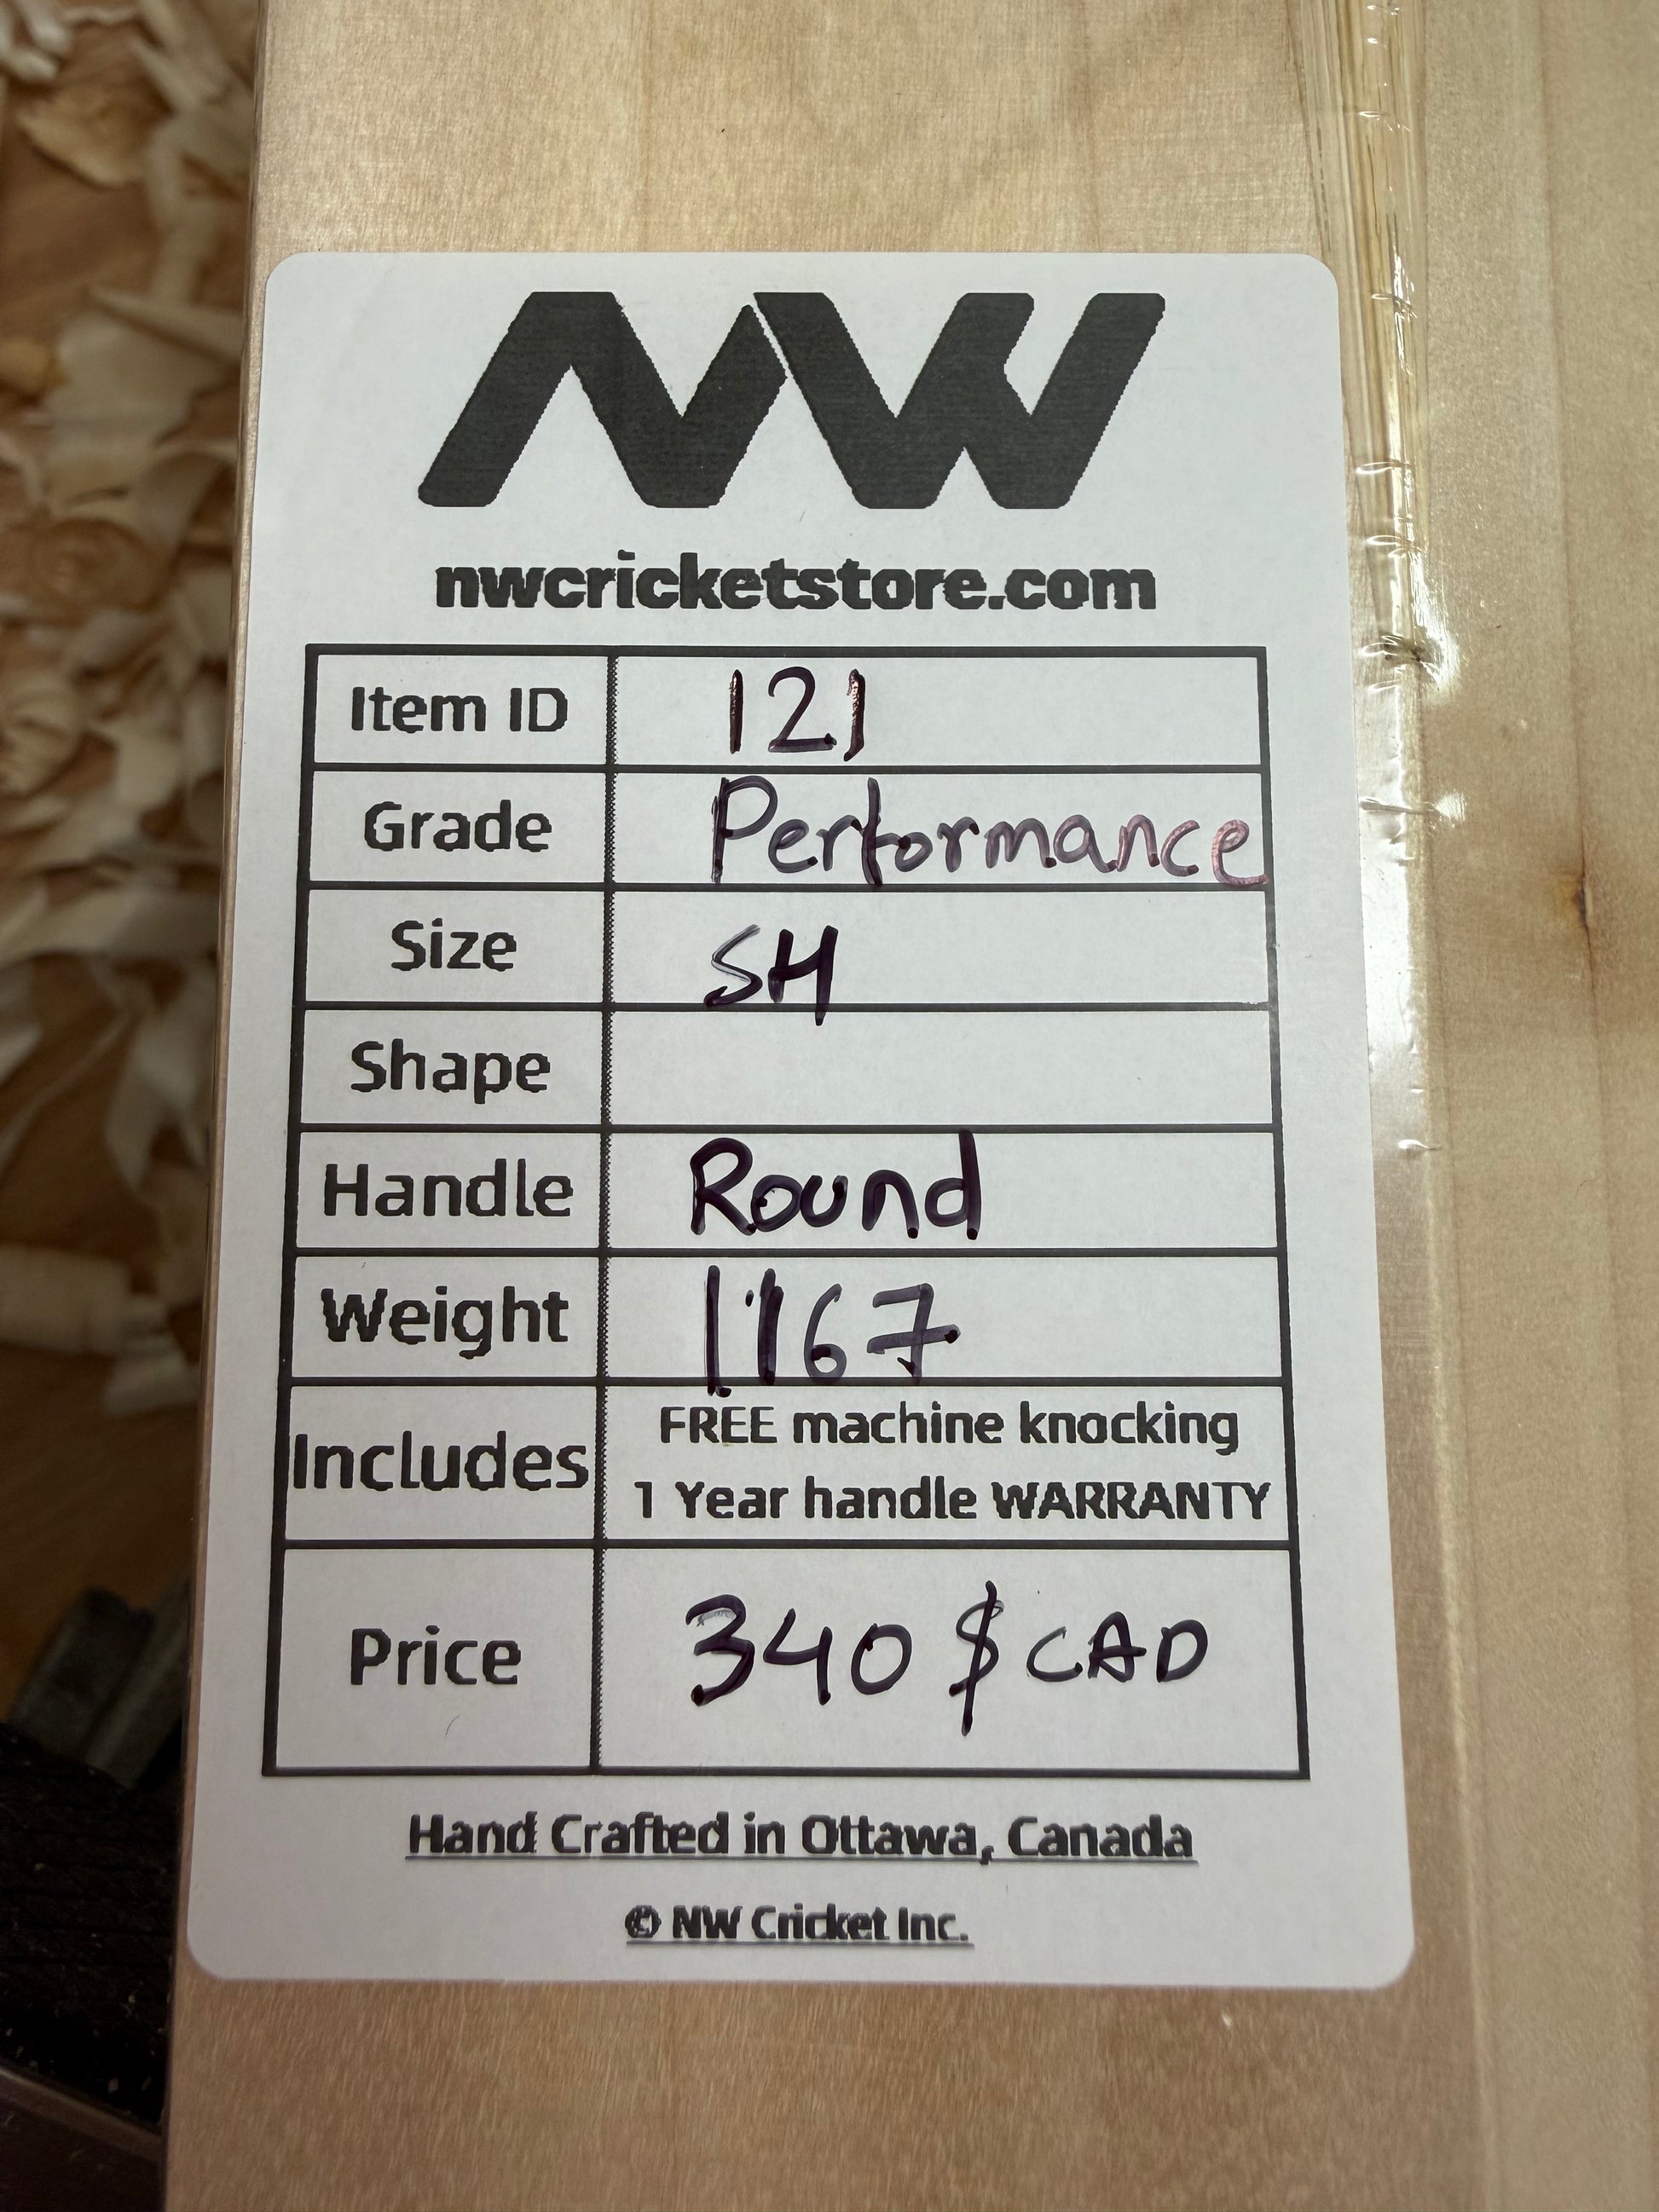 NW
nwcricketstore.com
Item ID 121
Grade Performance
Size SH
Shape
Handle Round
Weight 1167
Includes FREE machine knocking
1 Year handle WARRANTY
Price 340 $ CAD
Hand Crafted in Ottawa, Canada
© NW Cricket Inc.